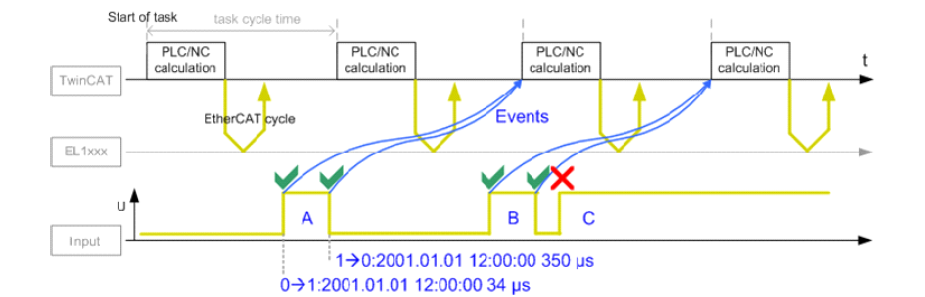 Start of task
task cycle time
PLC/NC
calculation
PLC/NC
calculation
PLC/NC
calculation
PLC/NC
calculation
t
TwinCAT
EtherCAT cycle
Events
EL1xxx
U
A
B
C
Input
1→0:2001.01.01 12:00:00 350 µs
0→1:2001.01.01 12:00:00 34 µs